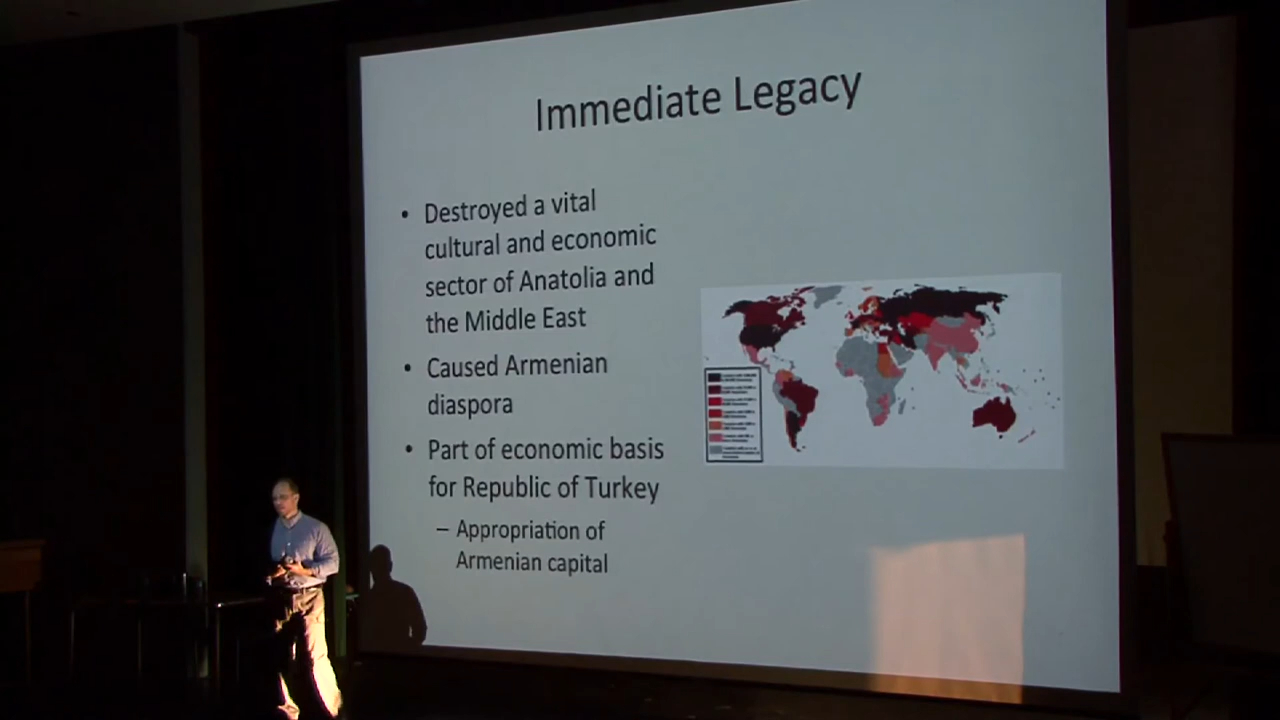 Immediate Legacy
• Destroyed a vital
cultural and economic
sector of Anatolia and
the Middle East
• Caused Armenian
diaspora
• Part of economic basis
for Republic of Turkey
– Appropriation of
Armenian capital